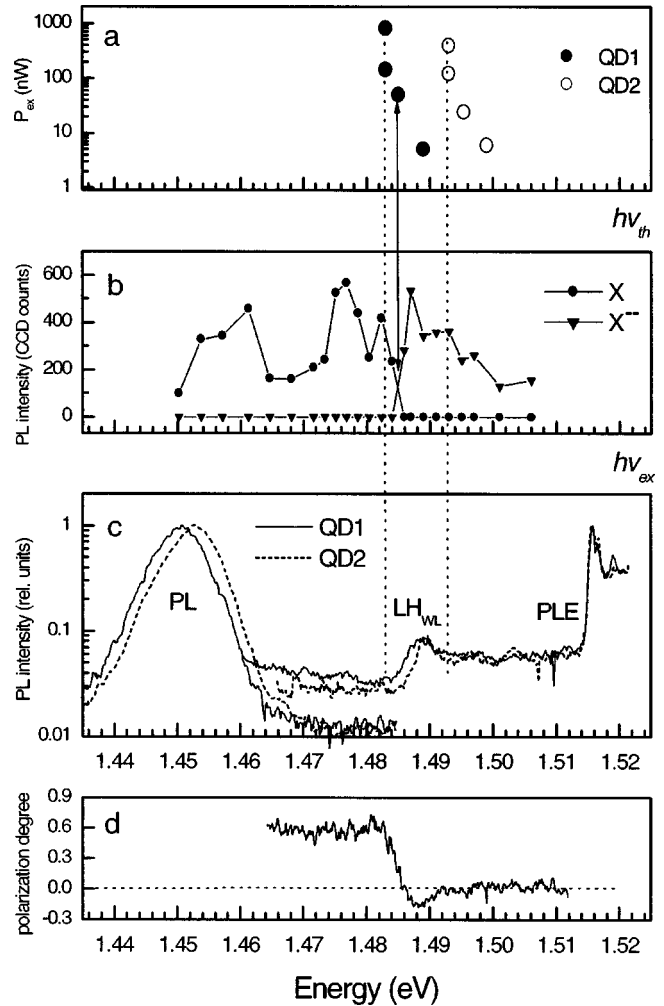 a
P_ex (nW)
1000
100
10
1
QD1
QD2
hν_th
b
PL intensity (CCD counts)
600
400
200
0
X
X--
hν_ex
c
PL intensity (rel. units)
1
0.1
0.01
QD1
QD2
PL
LH_WL
PLE
1.44 1.45 1.46 1.47 1.48 1.49 1.50 1.51 1.52
d
polarization degree
0.9
0.6
0.3
0.0
-0.3
1.44 1.45 1.46 1.47 1.48 1.49 1.50 1.51 1.52
Energy (eV)